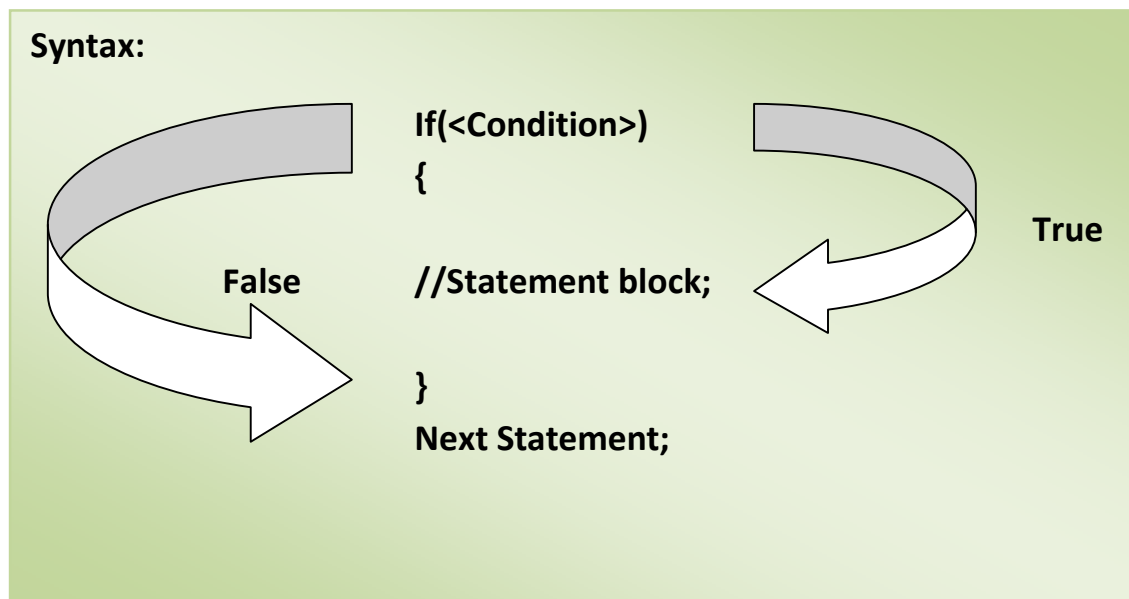 Syntax:
If(<Condition>)
{
True
False
//Statement block;
}
Next Statement;